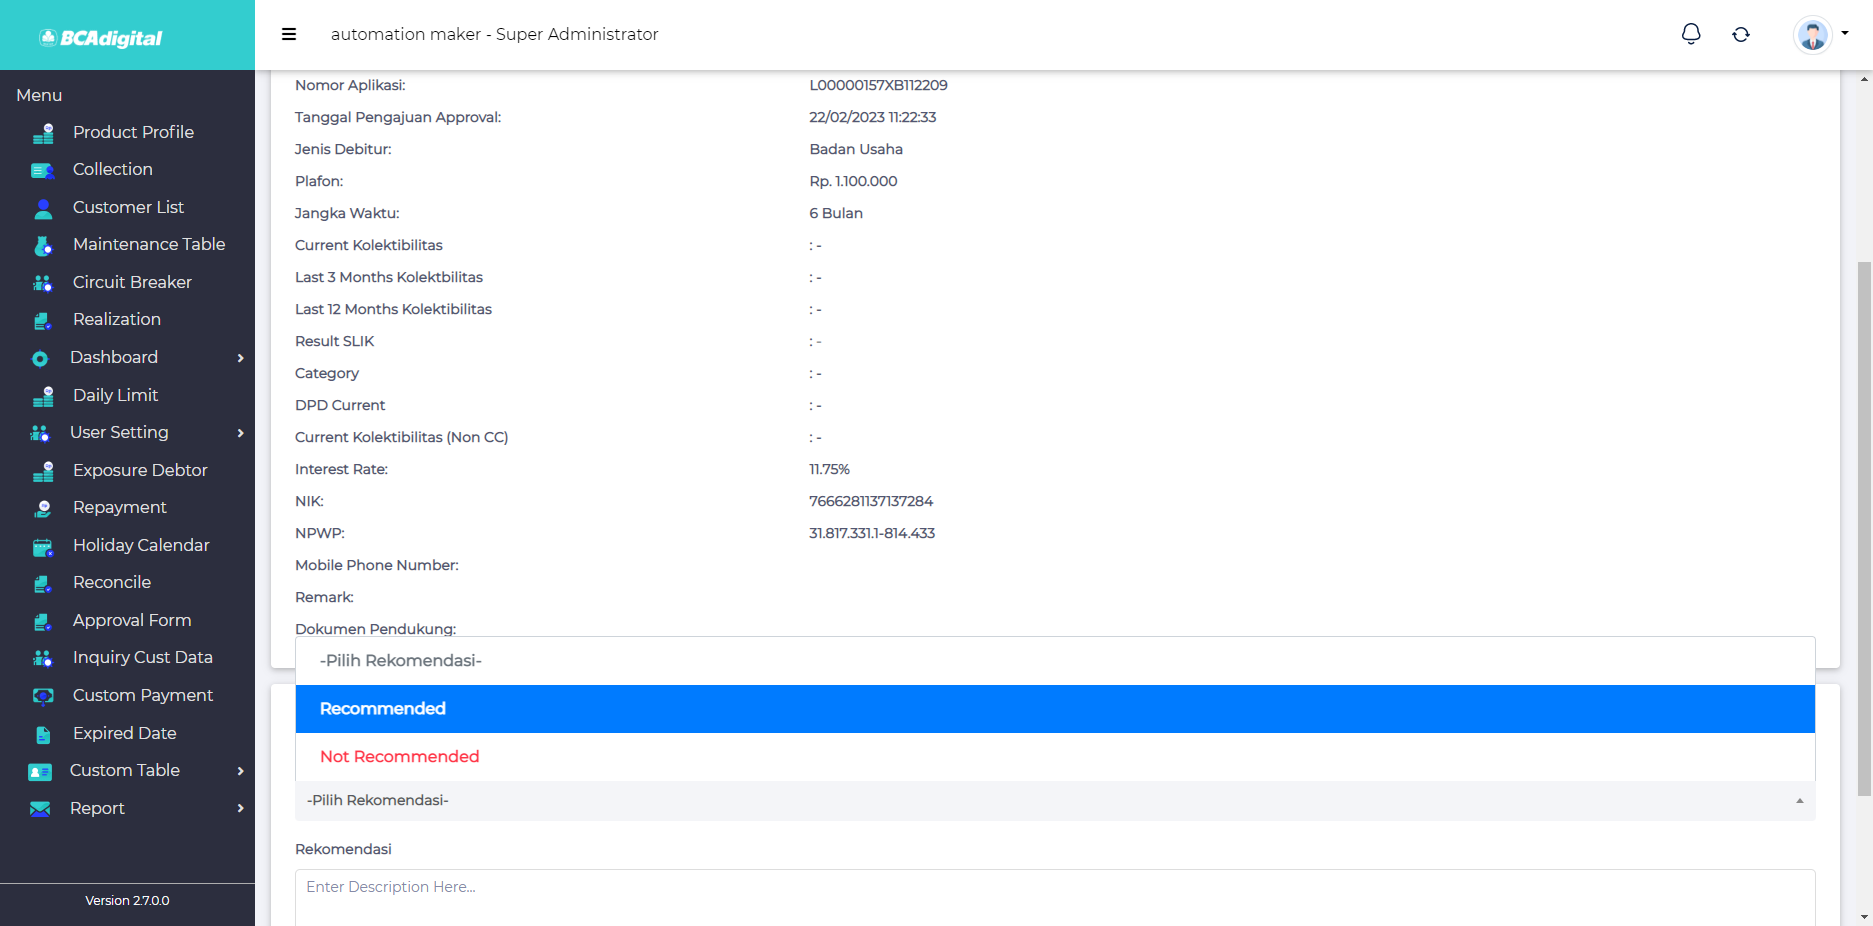 BCAdigital
automation maker - Super Administrator
Menu
Product Profile
Collection
Customer List
Maintenance Table
Circuit Breaker
Realization
Dashboard
Daily Limit
User Setting
Exposure Debtor
Repayment
Holiday Calendar
Reconcile
Approval Form
Inquiry Cust Data
Custom Payment
Expired Date
Custom Table
Report
Version 2.7.0.0
Nomor Aplikasi: L00000157XB112209
Tanggal Pengajuan Approval: 22/02/2023 11:22:33
Jenis Debitur: Badan Usaha
Plafon: Rp. 1.100.000
Jangka Waktu: 6 Bulan
Current Kolektibilitas : -
Last 3 Months Kolektbilitas : -
Last 12 Months Kolektibilitas : -
Result SLIK : -
Category : -
DPD Current : -
Current Kolektibilitas (Non CC) : -
Interest Rate: 11.75%
NIK: 7666281137137284
NPWP: 31.817.331.1-814.433
Mobile Phone Number:
Remark:
Dokumen Pendukung:
-Pilih Rekomendasi-
Recommended
Not Recommended
-Pilih Rekomendasi-
Rekomendasi
Enter Description Here...